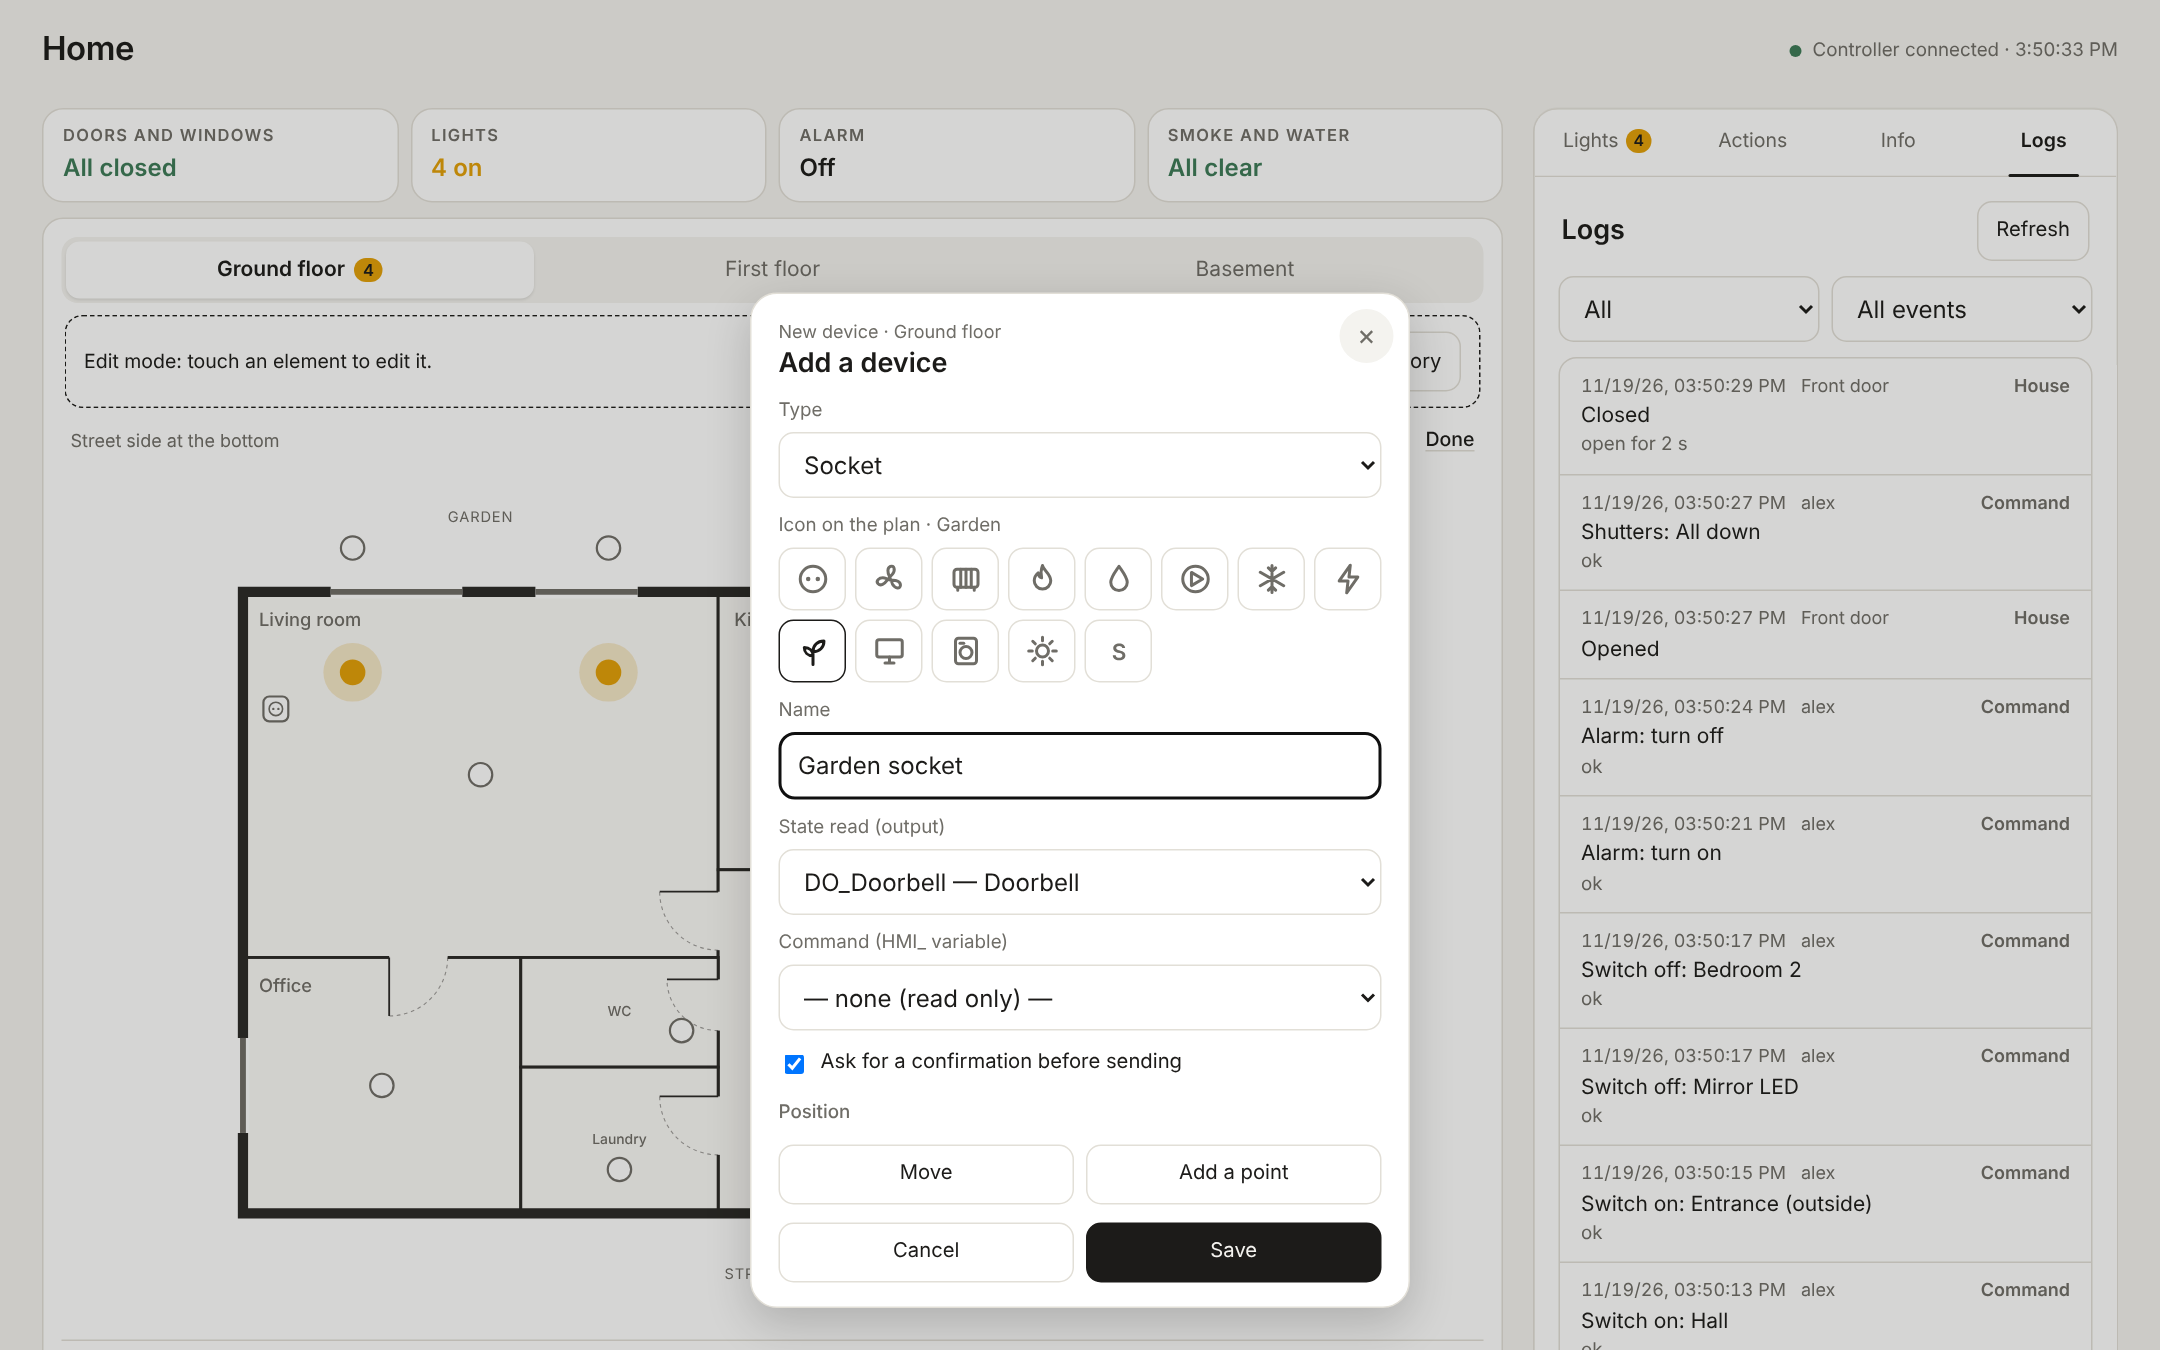 Home
Controller connected · 3:50:33 PM
DOORS AND WINDOWS
All closed
LIGHTS
4 on
ALARM
Off
SMOKE AND WATER
All clear
Lights 4
Actions
Info
Logs
Ground floor 4
First floor
Basement
Edit mode: touch an element to edit it.
Street side at the bottom
Done
GARDEN
Living room
Office
WC
Laundry
New device · Ground floor
Add a device
Type
Socket
Icon on the plan · Garden
S
Name
Garden socket
State read (output)
DO_Doorbell — Doorbell
Command (HMI_ variable)
— none (read only) —
Ask for a confirmation before sending
Position
Move
Add a point
Cancel
Save
Logs
Refresh
All
All events
11/19/26, 03:50:29 PM Front door House
Closed
open for 2 s
11/19/26, 03:50:27 PM alex Command
Shutters: All down
ok
11/19/26, 03:50:27 PM Front door House
Opened
11/19/26, 03:50:24 PM alex Command
Alarm: turn off
ok
11/19/26, 03:50:21 PM alex Command
Alarm: turn on
ok
11/19/26, 03:50:17 PM alex Command
Switch off: Bedroom 2
ok
11/19/26, 03:50:17 PM alex Command
Switch off: Mirror LED
ok
11/19/26, 03:50:15 PM alex Command
Switch on: Entrance (outside)
ok
11/19/26, 03:50:13 PM alex Command
Switch on: Hall